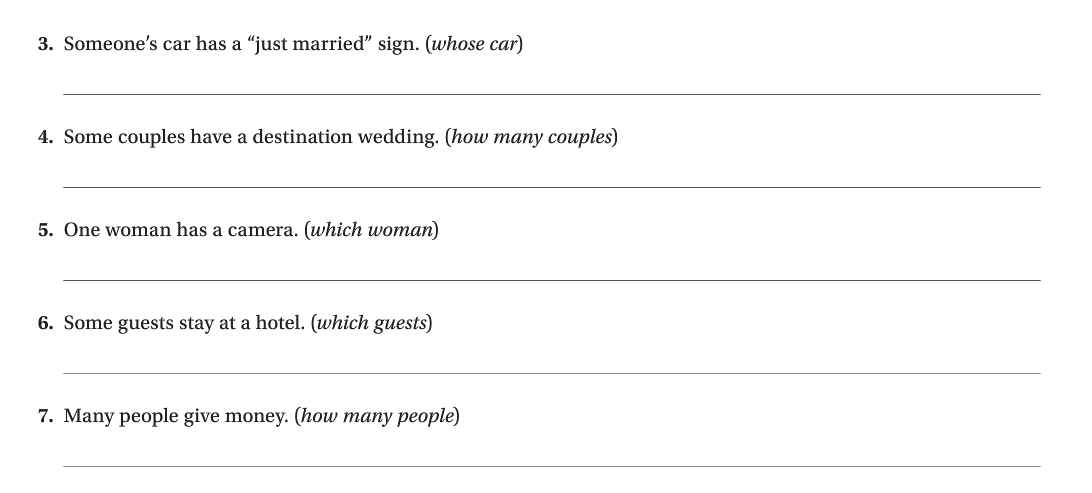 3. Someone’s car has a “just married” sign. (whose car)
4. Some couples have a destination wedding. (how many couples)
5. One woman has a camera. (which woman)
6. Some guests stay at a hotel. (which guests)
7. Many people give money. (how many people)